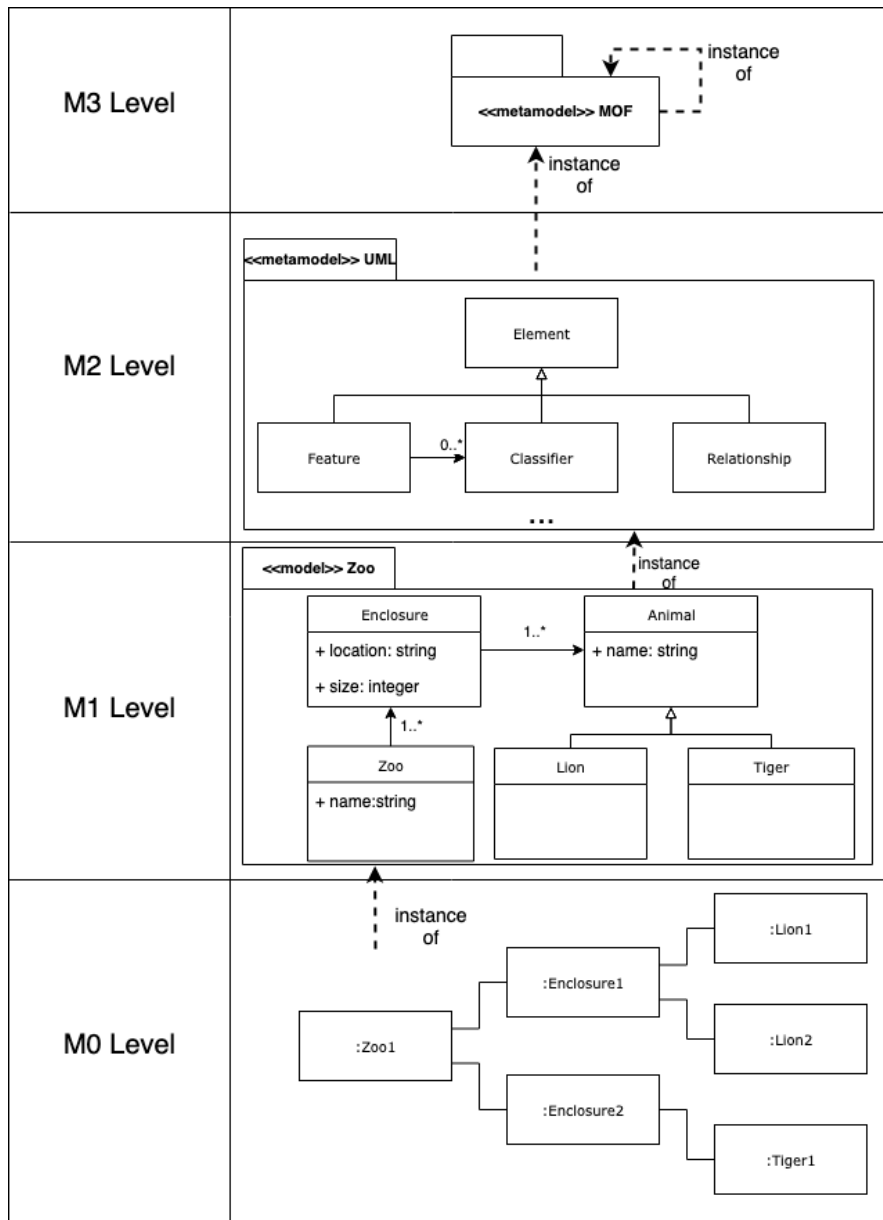 M3 Level
instance
of
<<metamodel>> MOF
instance
of
M2 Level
<<metamodel>> UML
Element
Feature
0..*
Classifier
Relationship
...
instance
of
M1 Level
<<model>> Zoo
Enclosure
+ location: string
+ size: integer
1..*
Animal
+ name: string
1..*
Zoo
+ name:string
Lion
Tiger
instance
of
M0 Level
:Zoo1
:Enclosure1
:Enclosure2
:Lion1
:Lion2
:Tiger1